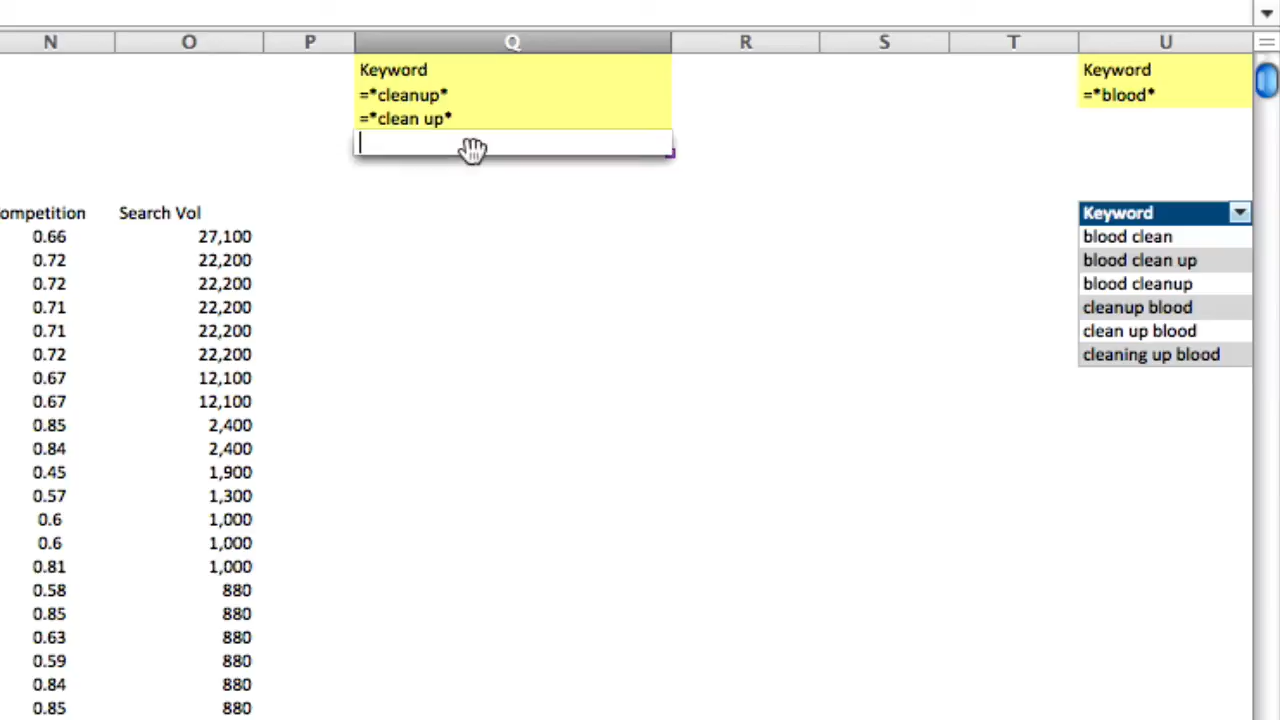 N O P Q R S T U
Keyword Keyword
=*cleanup* =*blood*
=*clean up*
ompetition Search Vol Keyword
0.66 27,100 blood clean
0.72 22,200 blood clean up
0.72 22,200 blood cleanup
0.71 22,200 cleanup blood
0.71 22,200 clean up blood
0.72 22,200 cleaning up blood
0.67 12,100
0.67 12,100
0.85 2,400
0.84 2,400
0.45 1,900
0.57 1,300
0.6 1,000
0.6 1,000
0.81 1,000
0.58 880
0.85 880
0.63 880
0.59 880
0.84 880
0.85 880